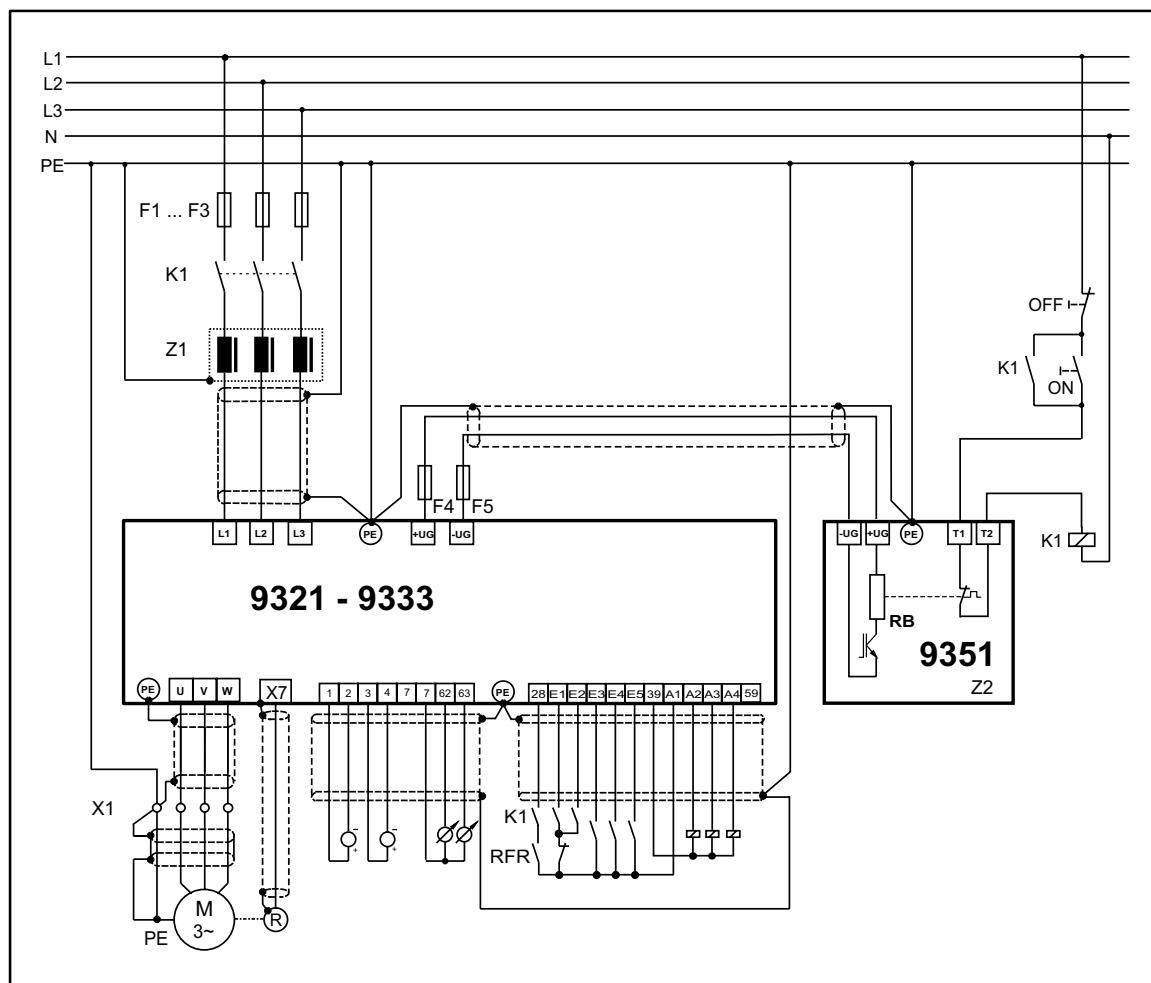 L1
L2
L3
N
PE
F1 ... F3
K1
OFF
Z1
K1
ON
F4 F5
L1 L2 L3 PE +UG -UG
-UG +UG PE T1 T2
K1
9321 - 9333
RB
9351
Z2
PE U V W X7 1 2 3 4 7 7 62 63 PE 28 E1 E2 E3 E4 E5 39 A1 A2 A3 A4 59
X1
K1
- +
- +
RFR
M
3~
R
PE